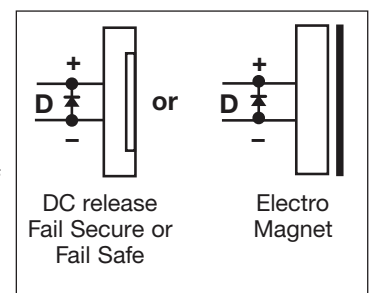 +
D
−
or
+
D
−
DC release
Fail Secure or
Fail Safe
Electro
Magnet